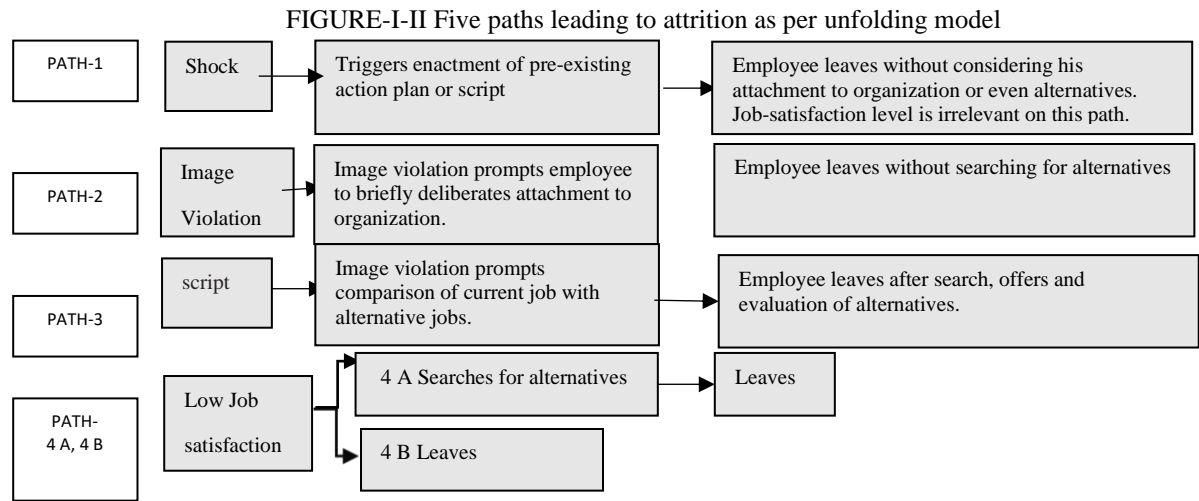 FIGURE-I-II Five paths leading to attrition as per unfolding model
PATH-1
Shock
Triggers enactment of pre-existing
action plan or script
Employee leaves without considering his
attachment to organization or even alternatives.
Job-satisfaction level is irrelevant on this path.
PATH-2
Image
Violation
Image violation prompts employee
to briefly deliberates attachment to
organization.
Employee leaves without searching for alternatives
PATH-3
script
Image violation prompts
comparison of current job with
alternative jobs.
Employee leaves after search, offers and
evaluation of alternatives.
PATH-
4 A, 4 B
Low Job
satisfaction
4 A Searches for alternatives
Leaves
4 B Leaves